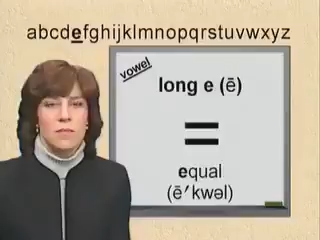 abcdefghijklmnopqrstuvwxyz
vowel
long e (ē)
=
equal
(ē′kwəl)